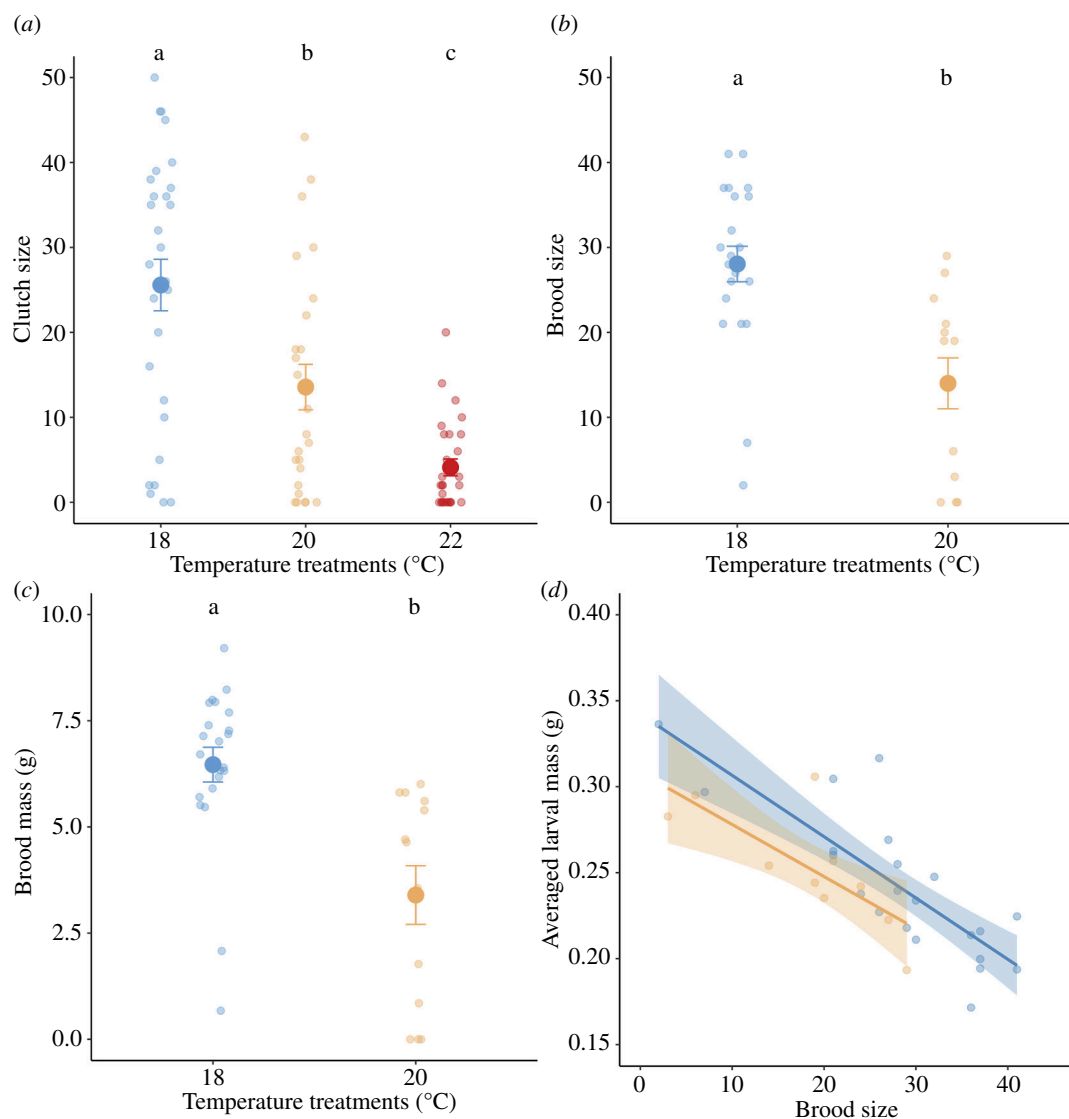 (a)
a
b
c
50
40
30
20
10
0
Clutch size
18
20
22
Temperature treatments (°C)
(b)
a
b
50
40
30
20
10
0
Brood size
18
20
Temperature treatments (°C)
(c)
a
b
10.0
7.5
5.0
2.5
0.0
Brood mass (g)
18
20
Temperature treatments (°C)
(d)
0.40
0.35
0.30
0.25
0.20
0.15
Averaged larval mass (g)
0
10
20
30
40
Brood size